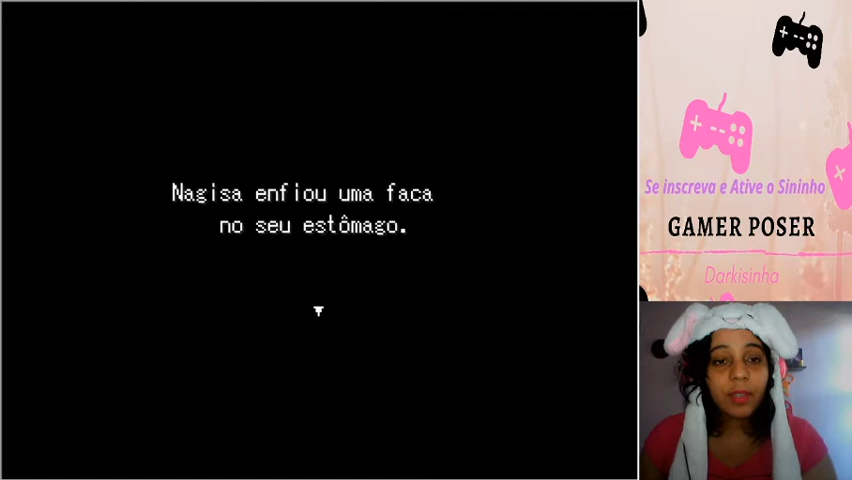 Nagisa enfiou uma faca
no seu estômago.
Se inscreva e Ative o Sininho
GAMER POSER
Darkisinha